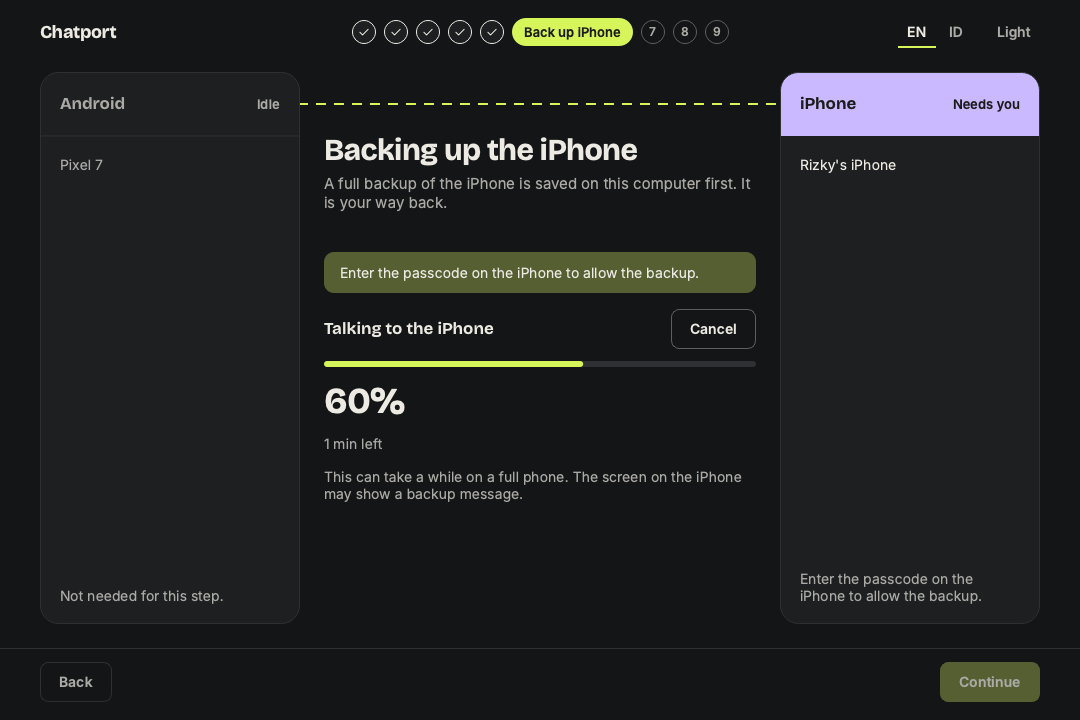 Chatport
Back up iPhone
7
8
9
EN
ID
Light
Android
Idle
Pixel 7
Not needed for this step.
Backing up the iPhone
A full backup of the iPhone is saved on this computer first. It
is your way back.
Enter the passcode on the iPhone to allow the backup.
Talking to the iPhone
Cancel
60%
1 min left
This can take a while on a full phone. The screen on the iPhone
may show a backup message.
iPhone
Needs you
Rizky's iPhone
Enter the passcode on the
iPhone to allow the backup.
Back
Continue